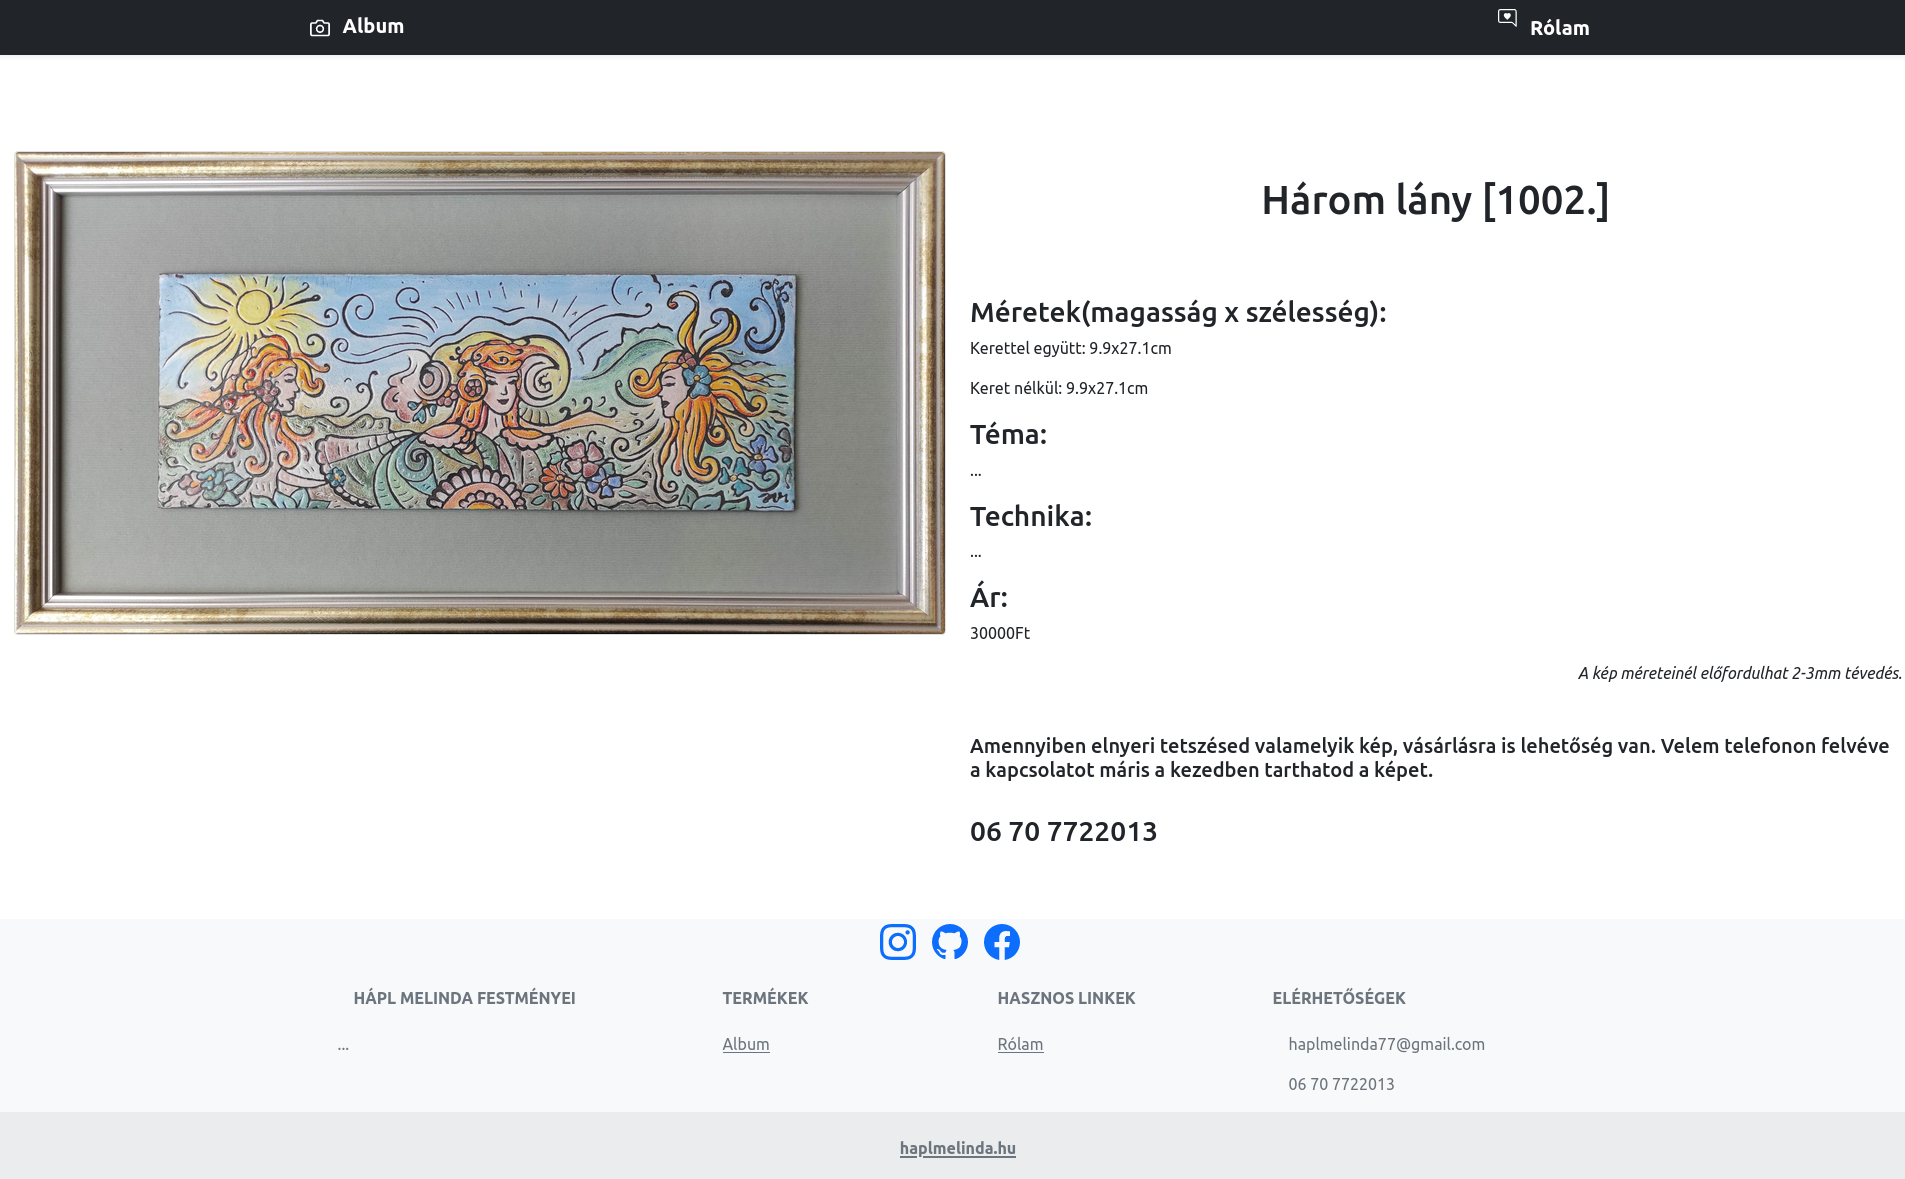 Album
Rólam
Három lány [1002.]
Méretek(magasság x szélesség):
Kerettel együtt: 9.9x27.1cm
Keret nélkül: 9.9x27.1cm
Téma:
...
Technika:
...
Ár:
30000Ft
A kép méreteinél előfordulhat 2-3mm tévedés.
Amennyiben elnyeri tetszésed valamelyik kép, vásárlásra is lehetőség van. Velem telefonon felvéve
a kapcsolatot máris a kezedben tarthatod a képet.
06 70 7722013
HÁPL MELINDA FESTMÉNYEI
...
TERMÉKEK
Album
HASZNOS LINKEK
Rólam
ELÉRHETŐSÉGEK
haplmelinda77@gmail.com
06 70 7722013
haplmelinda.hu